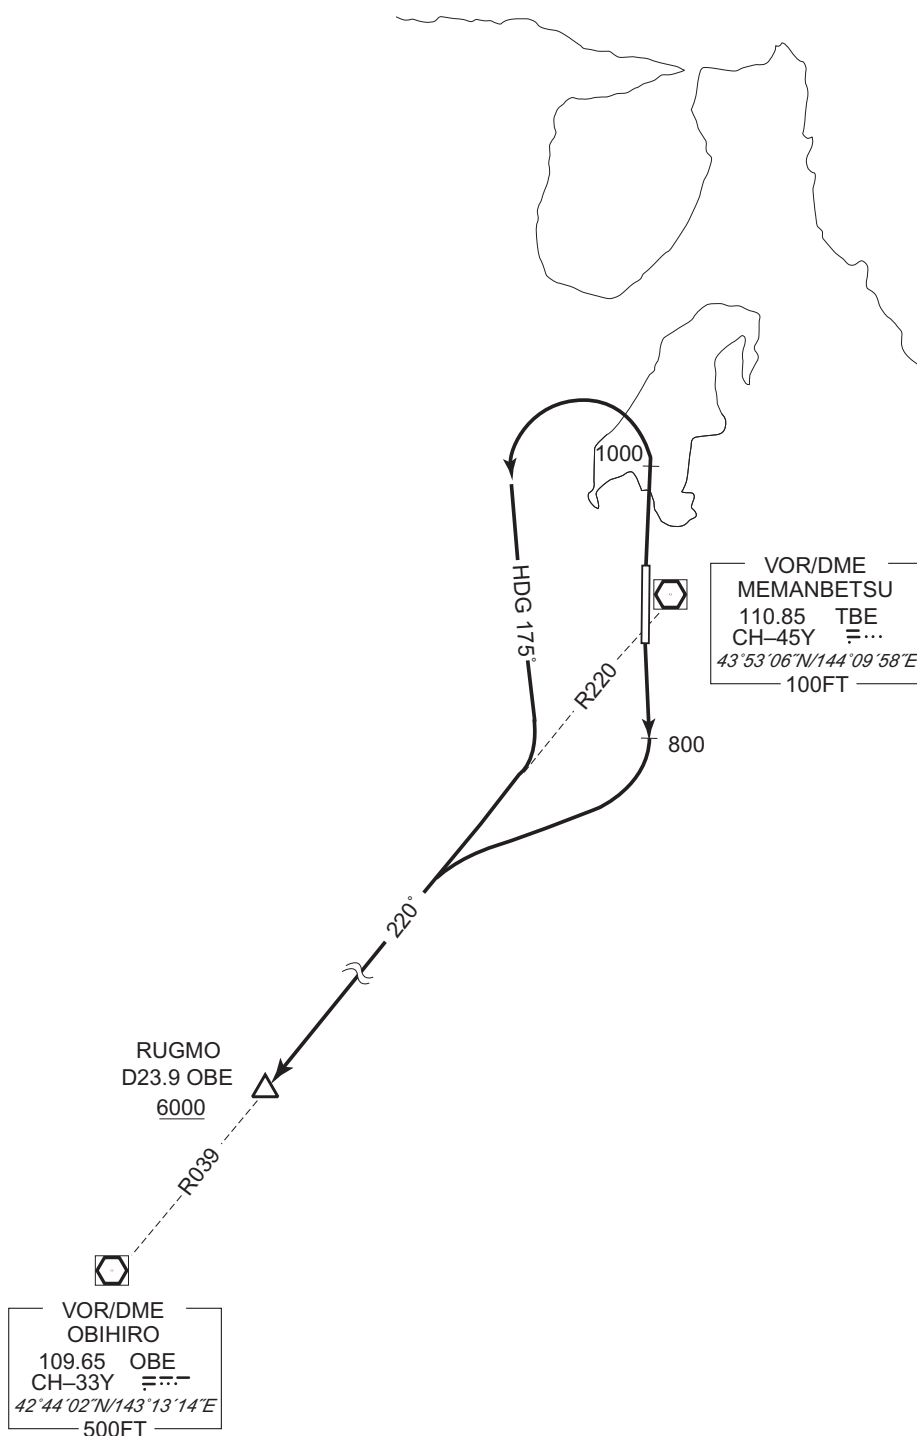 1000
HDG 175°
VOR/DME
MEMANBETSU
110.85 TBE
CH–45Y
43°53´06˝N/144°09´58˝E
100FT
R220
800
220°
RUGMO
D23.9 OBE
6000
R039
VOR/DME
OBIHIRO
109.65 OBE
CH–33Y
42°44´02˝N/143°13´14˝E
500FT